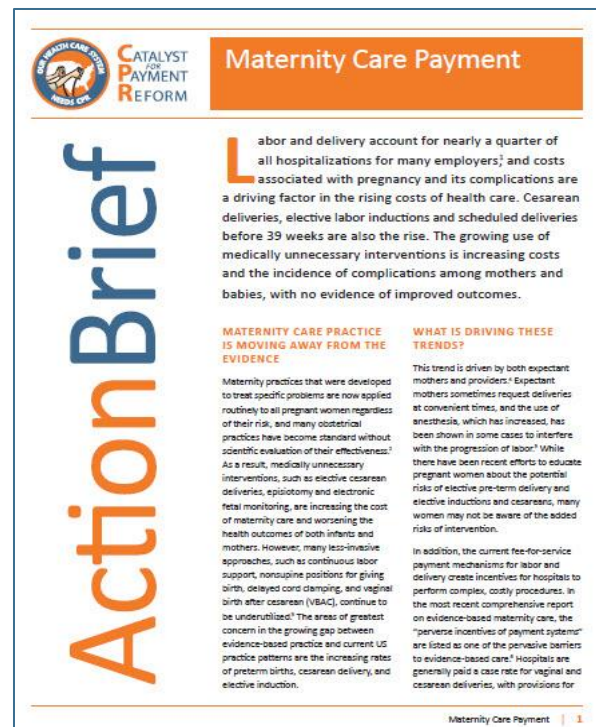 OUR HEALTH CARE SYSTEM
NEEDS CPR
CATALYST
FOR
PAYMENT
REFORM
Maternity Care Payment
ActionBrief
Labor and delivery account for nearly a quarter of
all hospitalizations for many employers;¹ and costs
associated with pregnancy and its complications are
a driving factor in the rising costs of health care. Cesarean
deliveries, elective labor inductions and scheduled deliveries
before 39 weeks are also the rise. The growing use of
medically unnecessary interventions is increasing costs
and the incidence of complications among mothers and
babies, with no evidence of improved outcomes.
MATERNITY CARE PRACTICE
IS MOVING AWAY FROM THE
EVIDENCE
Maternity practices that were developed
to treat specific problems are now applied
routinely to all pregnant women regardless
of their risk, and many obstetrical
practices have become standard without
scientific evaluation of their effectiveness.²
As a result, medically unnecessary
interventions, such as elective cesarean
deliveries, episiotomy and electronic
fetal monitoring, are increasing the cost
of maternity care and worsening the
health outcomes of both infants and
mothers. However, many less-invasive
approaches, such as continuous labor
support, nonsupine positions for giving
birth, delayed cord clamping, and vaginal
birth after cesarean (VBAC), continue to
be underutilized.³ The areas of greatest
concern in the growing gap between
evidence-based practice and current US
practice patterns are the increasing rates
of preterm births, cesarean delivery, and
elective induction.
WHAT IS DRIVING THESE
TRENDS?
This trend is driven by both expectant
mothers and providers.⁴ Expectant
mothers sometimes request deliveries
at convenient times, and the use of
anesthesia, which has increased, has
been shown in some cases to interfere
with the progression of labor.⁵ While
there have been recent efforts to educate
pregnant women about the potential
risks of elective pre-term delivery and
elective inductions and cesareans, many
women may not be aware of the added
risks of intervention.
In addition, the current fee-for-service
payment mechanisms for labor and
delivery create incentives for hospitals to
perform complex, costly procedures. In
the most recent comprehensive report
on evidence-based maternity care, the
"perverse incentives of payment systems"
are listed as one of the pervasive barriers
to evidence-based care.⁶ Hospitals are
generally paid a case rate for vaginal and
cesarean deliveries, with provisions for
Maternity Care Payment | 1